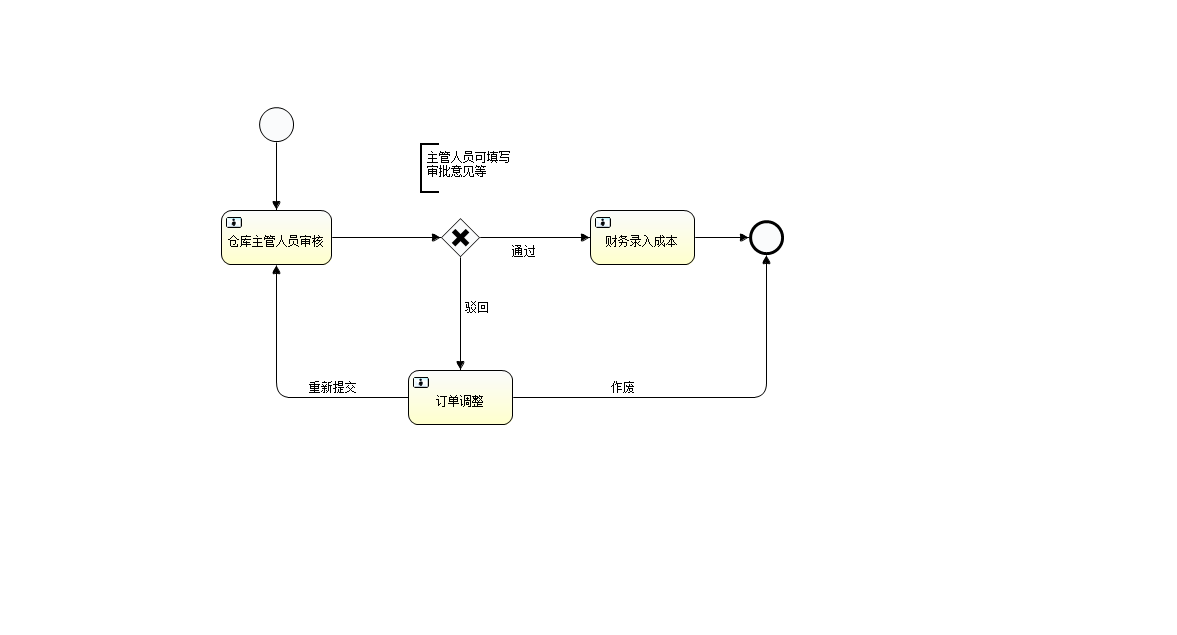 主管人员可填写
审批意见等
仓库主管人员审核
通过
财务录入成本
驳回
重新提交
订单调整
作废